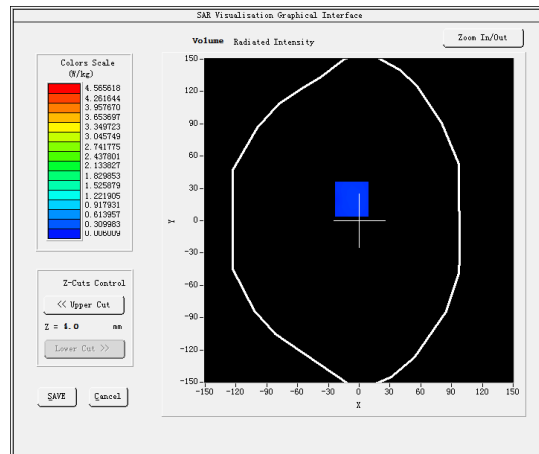 SAR Visualisation Graphical Interface
Volume Radiated Intensity
Zoom In/Out
Colors Scale
(W/kg)
4.565618
4.261644
3.957670
3.653697
3.349723
3.045749
2.741775
2.437801
2.133827
1.829853
1.525879
1.221905
0.917931
0.613957
0.309983
0.006009
Z-Cuts Control
<< Upper Cut
Z = 4.0 mm
Lower Cut >>
SAVE Cancel
150
120
90
60
30
0
-30
-60
-90
-120
-150
Y
-150 -120 -90 -60 -30 0 30 60 90 120 150
X